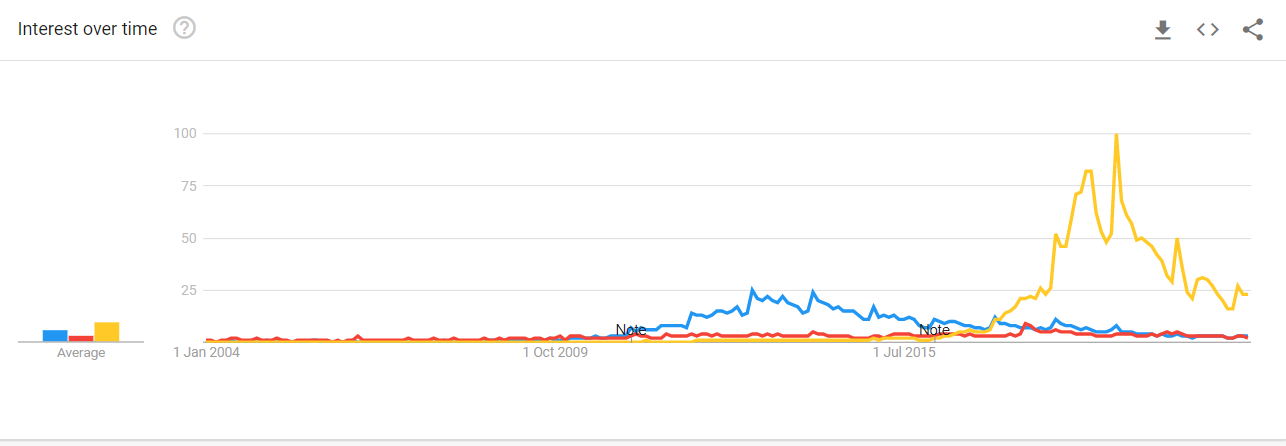 Interest over time ?
100
75
50
25
Note Note
1 Jan 2004 1 Oct 2009 1 Jul 2015
Average